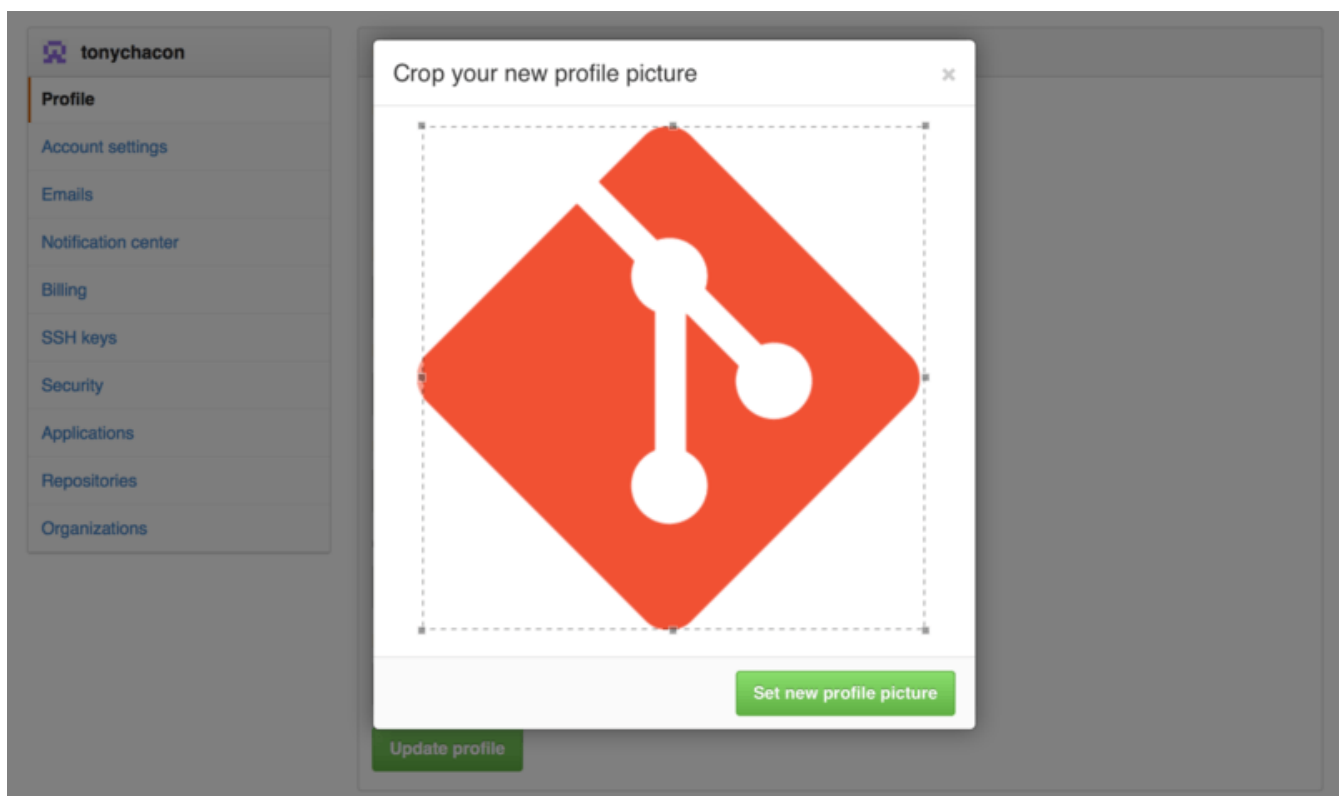 tonychacon
Profile
Account settings
Emails
Notification center
Billing
SSH keys
Security
Applications
Repositories
Organizations
Crop your new profile picture
×
Set new profile picture
Update profile